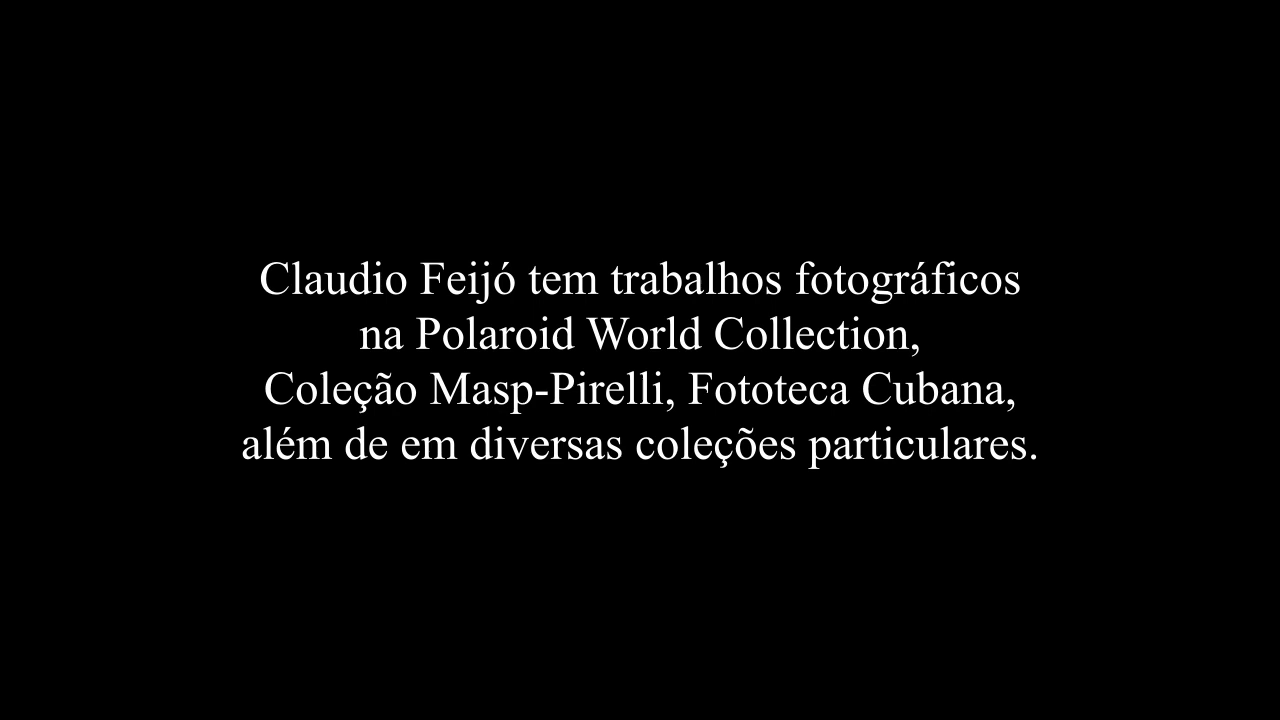 Claudio Feijó tem trabalhos fotográficos
na Polaroid World Collection,
Coleção Masp-Pirelli, Fototeca Cubana,
além de em diversas coleções particulares.